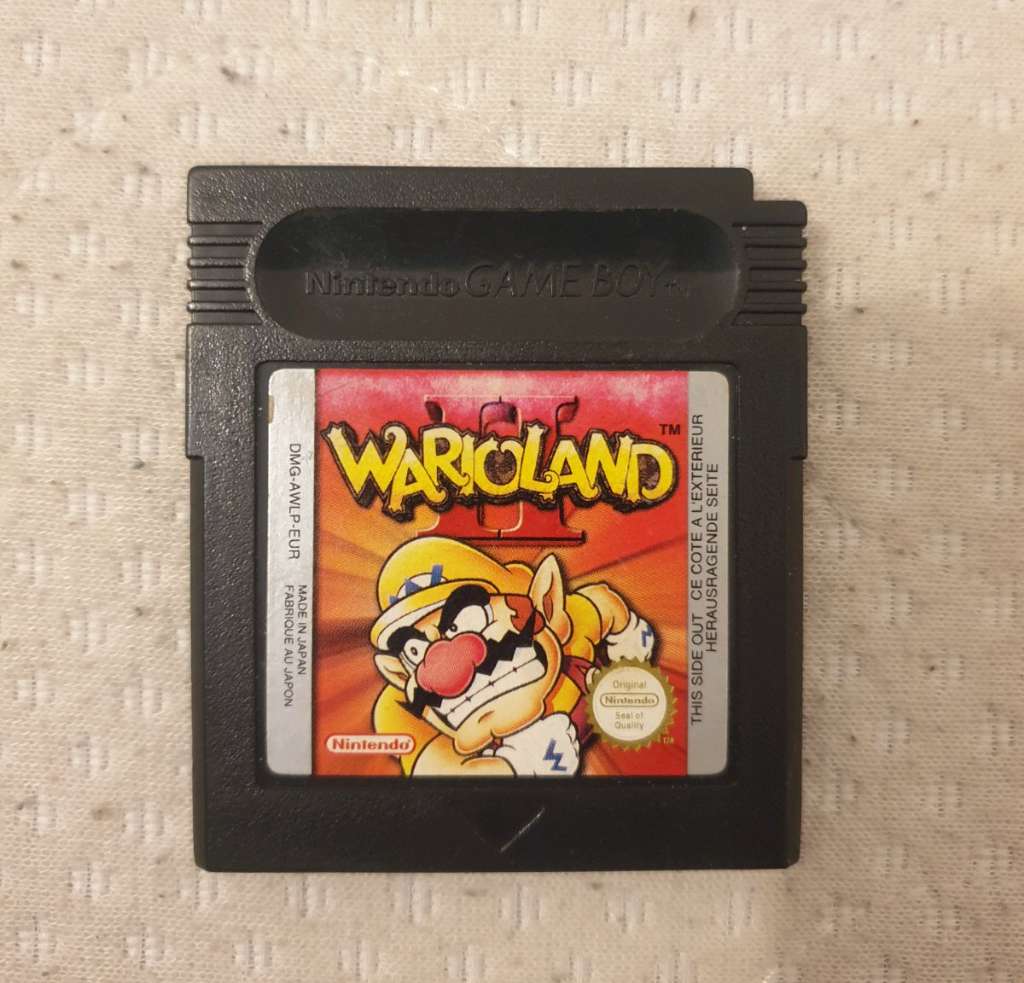 Nintendo GAME BOY
II
WARIOLAND
TM
DMG-AWLP-EUR
MADE IN JAPAN
FABRIQUE AU JAPON
THIS SIDE OUT CE COTE A L'EXTERIEUR
HERAUSRAGENDE SEITE
W
Original
Nintendo
Seal of
Quality
Nintendo